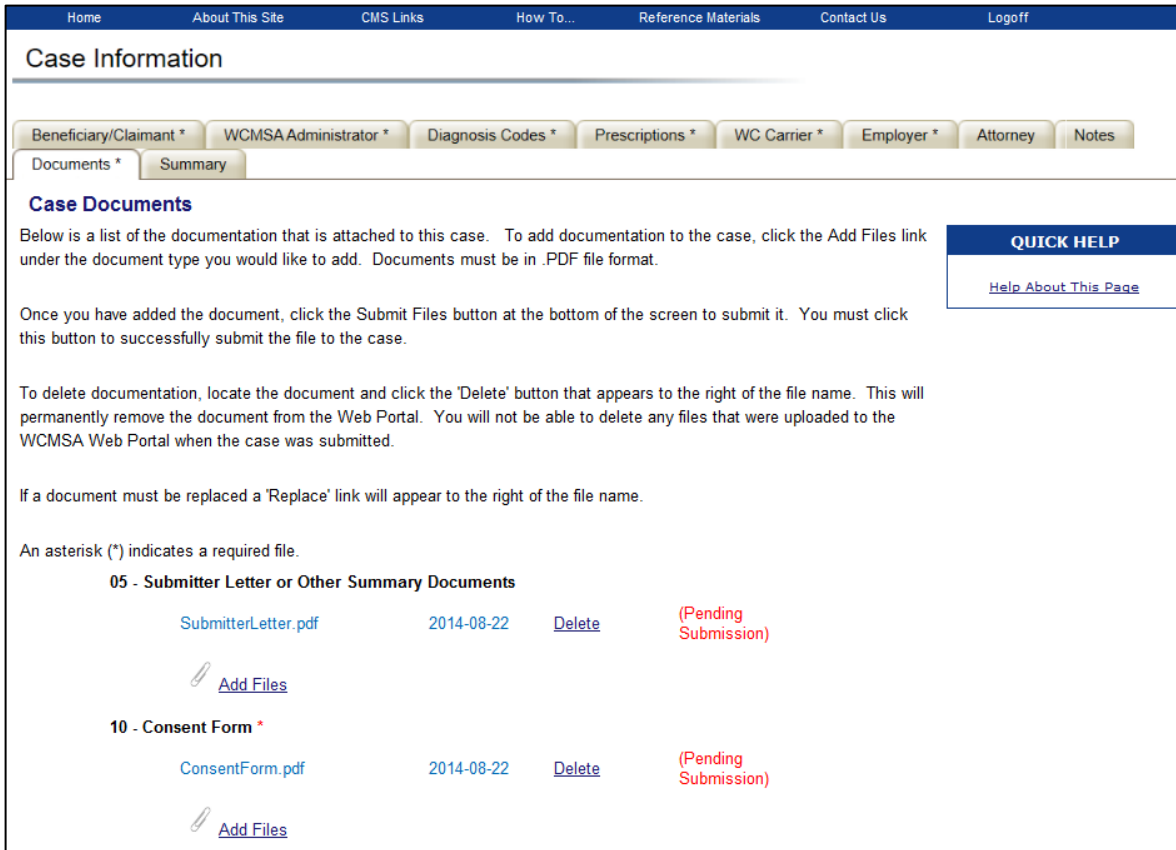 Home About This Site CMS Links How To... Reference Materials Contact Us Logoff
Case Information
Beneficiary/Claimant * WCMSA Administrator * Diagnosis Codes * Prescriptions * WC Carrier * Employer * Attorney Notes
Documents * Summary
Case Documents
Below is a list of the documentation that is attached to this case. To add documentation to the case, click the Add Files link
under the document type you would like to add. Documents must be in .PDF file format.
QUICK HELP
Help About This Page
Once you have added the document, click the Submit Files button at the bottom of the screen to submit it. You must click
this button to successfully submit the file to the case.
To delete documentation, locate the document and click the 'Delete' button that appears to the right of the file name. This will
permanently remove the document from the Web Portal. You will not be able to delete any files that were uploaded to the
WCMSA Web Portal when the case was submitted.
If a document must be replaced a 'Replace' link will appear to the right of the file name.
An asterisk (*) indicates a required file.
05 - Submitter Letter or Other Summary Documents
SubmitterLetter.pdf 2014-08-22 Delete (Pending
Submission)
Add Files
10 - Consent Form *
ConsentForm.pdf 2014-08-22 Delete (Pending
Submission)
Add Files